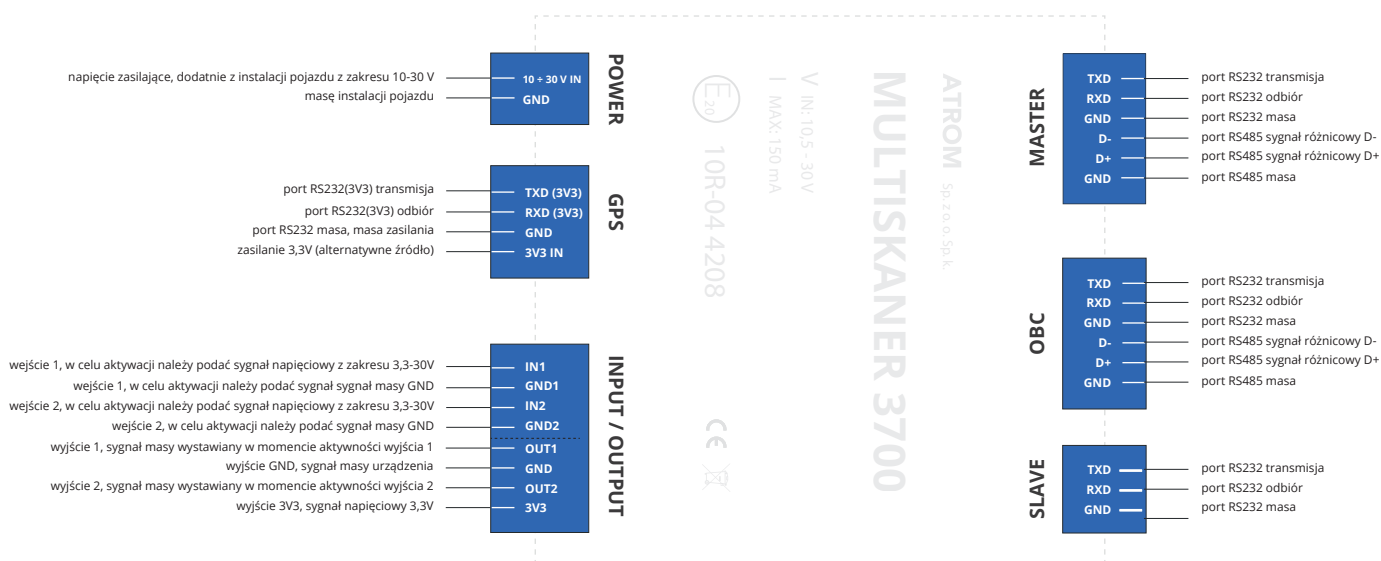 napięcie zasilające, dodatnie z instalacji pojazdu z zakresu 10-30 V
masę instalacji pojazdu
10 ÷ 30 V IN
GND
POWER
port RS232(3V3) transmisja
port RS232(3V3) odbiór
port RS232 masa, masa zasilania
zasilanie 3,3V (alternatywne źródło)
TXD (3V3)
RXD (3V3)
GND
3V3 IN
GPS
wejście 1, w celu aktywacji należy podać sygnał napięciowy z zakresu 3,3-30V
wejście 1, w celu aktywacji należy podać sygnał sygnał masy GND
wejście 2, w celu aktywacji należy podać sygnał napięciowy z zakresu 3,3-30V
wejście 2, w celu aktywacji należy podać sygnał masy GND
wyjście 1, sygnał masy wystawiany w momencie aktywności wyjścia 1
wyjście GND, sygnał masy urządzenia
wyjście 2, sygnał masy wystawiany w momencie aktywności wyjścia 2
wyjście 3V3, sygnał napięciowy 3,3V
IN1
GND1
IN2
GND2
OUT1
GND
OUT2
3V3
INPUT / OUTPUT
ATROM Sp. z o. o. Sp. k.
MULTISKANER 3700
V IN: 10,5 - 30 V
I MAX: 150 mA
E20 10R-04 4208
CE
MASTER
TXD
RXD
GND
D-
D+
GND
port RS232 transmisja
port RS232 odbiór
port RS232 masa
port RS485 sygnał różnicowy D-
port RS485 sygnał różnicowy D+
port RS485 masa
OBC
TXD
RXD
GND
D-
D+
GND
port RS232 transmisja
port RS232 odbiór
port RS232 masa
port RS485 sygnał różnicowy D-
port RS485 sygnał różnicowy D+
port RS485 masa
SLAVE
TXD
RXD
GND
port RS232 transmisja
port RS232 odbiór
port RS232 masa